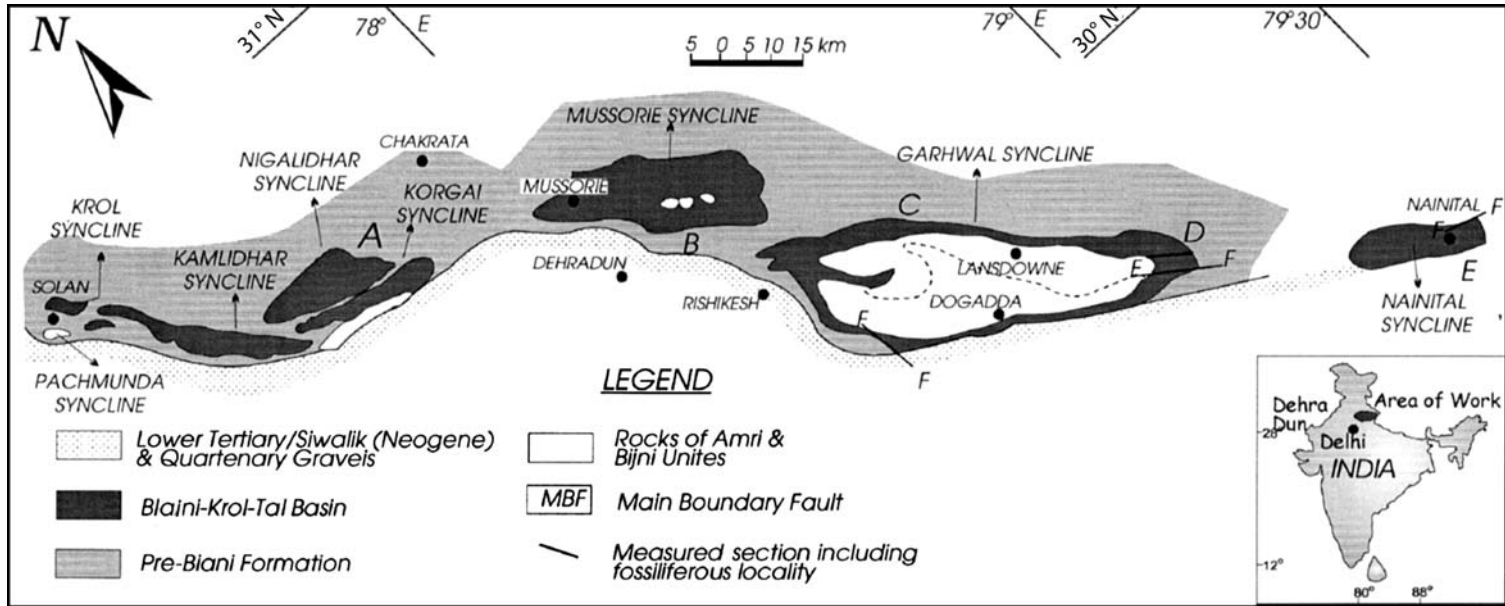 31° N
78° E
79° E
30° N
79°30'
N
5 0 5 10 15 km
MUSSORIE SYNCLINE
CHAKRATA
NIGALIDHAR
SYNCLINE
GARHWAL SYNCLINE
KORGAI
SYNCLINE
MUSSORIE
KROL
SYNCLINE
A
C
NAINITAL
F
F
D
B
KAMLIDHAR
SYNCLINE
DEHRADUN
LANSDOWNE
F
F
E
SOLAN
RISHIKESH
DOGADDA
NAINITAL
SYNCLINE
F
F
PACHMUNDA
SYNCLINE
LEGEND
Lower Tertiary/Siwalik (Neogene)
& Quartenary Gravels
Rocks of Amri &
Bijni Unites
Blaini-Krol-Tal Basin
MBF Main Boundary Fault
Pre-Biani Formation
Measured section including
fossiliferous locality
Dehra
Dun
Area of Work
28°
Delhi
INDIA
12°
80° 88°